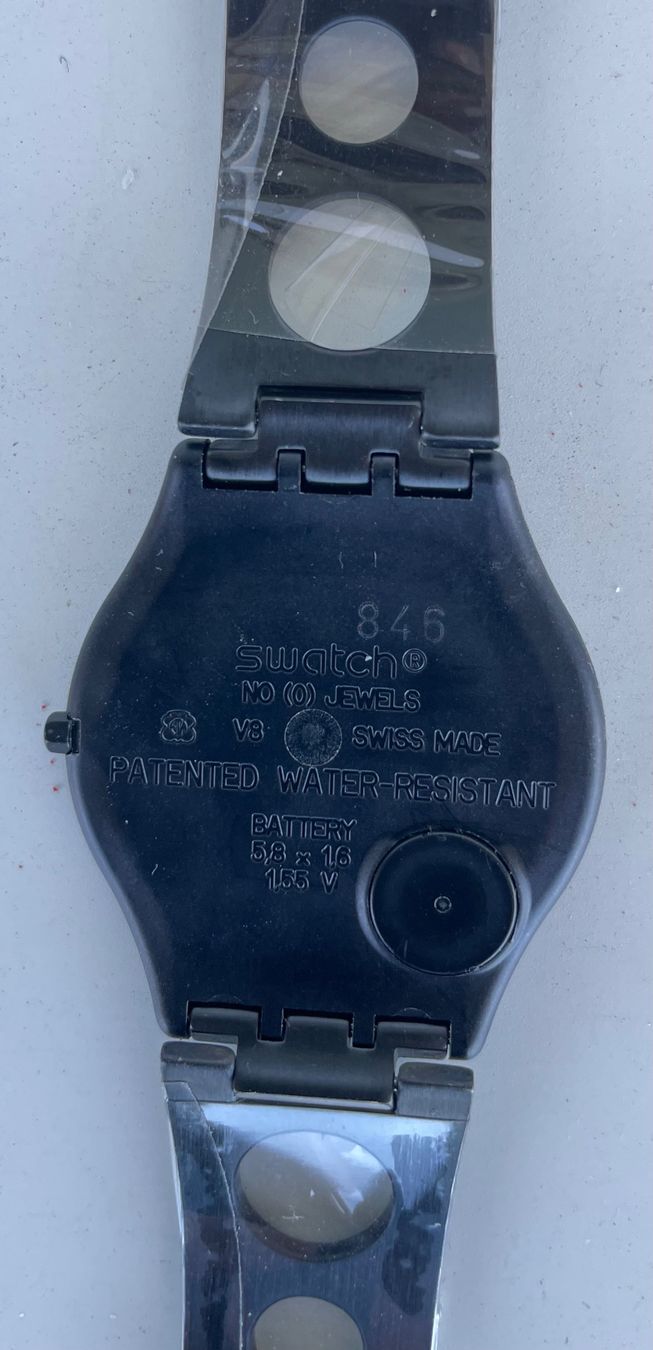 846
swatch®
NO (0) JEWELS
V8 SWISS MADE
PATENTED WATER-RESISTANT
BATTERY
5,8 x 1,6
1,55 V